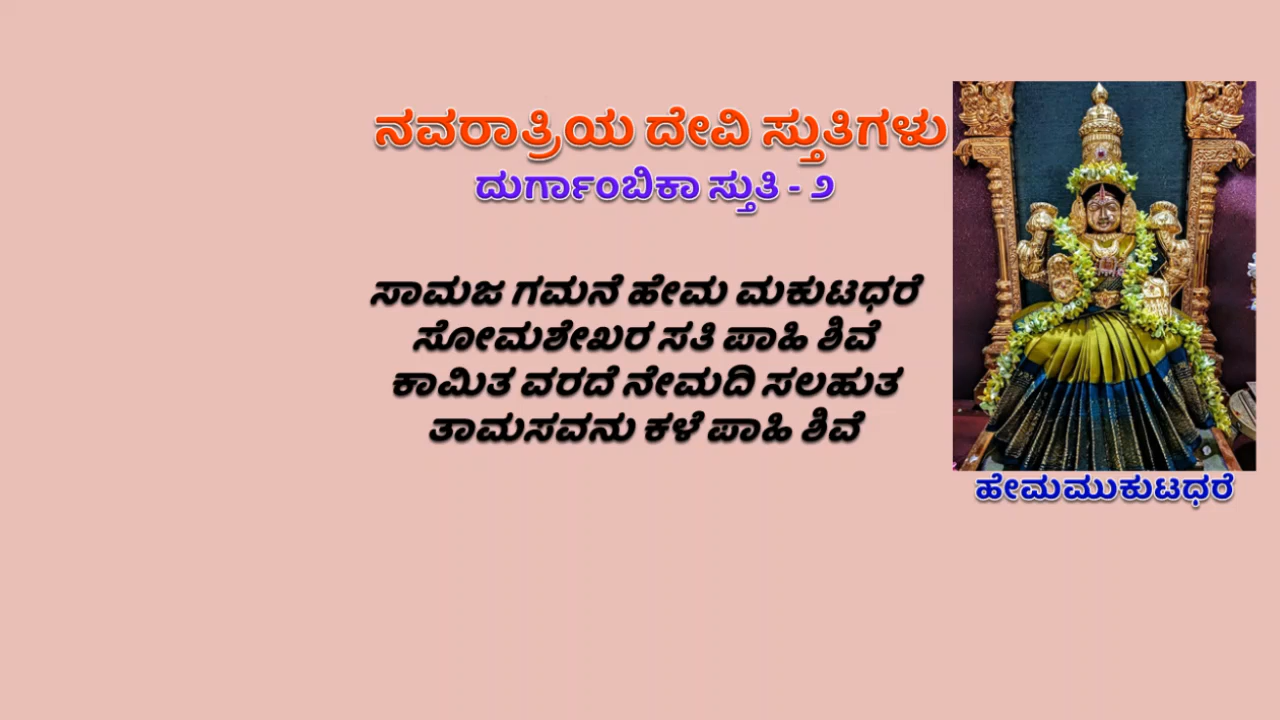 ನವರಾತ್ರಿಯ ದೇವಿ ಸ್ತುತಿಗಳು
ದುರ್ಗಾಂಬಿಕಾ ಸ್ತುತಿ - ೨
ಸಾಮಜ ಗಮನೆ ಹೇಮ ಮಕುಟಧರೆ
ಸೋಮಶೇಖರ ಸತಿ ಪಾಹಿ ಶಿವೆ
ಕಾಮಿತ ವರದೆ ನೇಮದಿ ಸಲಹುತ
ತಾಮಸವನು ಕಳೆ ಪಾಹಿ ಶಿವೆ
ಹೇಮಮುಕುಟಧರೆ